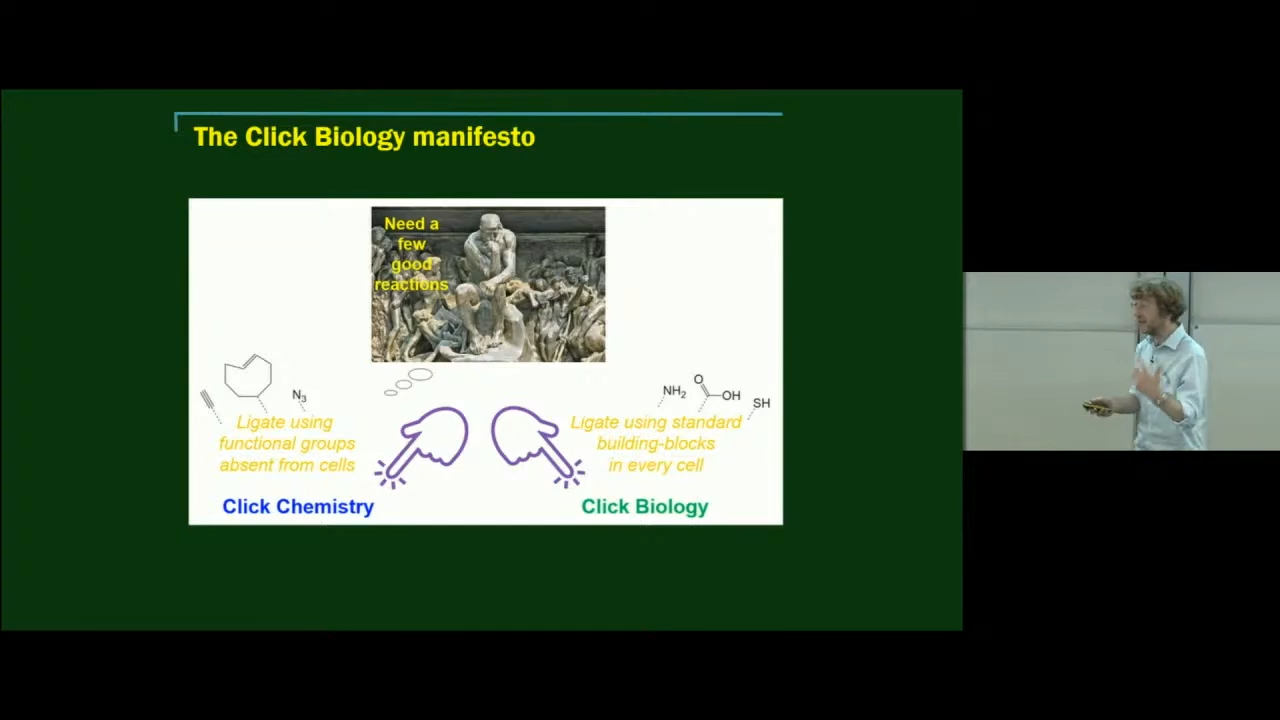 The Click Biology manifesto
Need a
few
good
reactions
N3
NH2
O
OH
SH
Ligate using
functional groups
absent from cells
Ligate using standard
building-blocks
in every cell
Click Chemistry
Click Biology